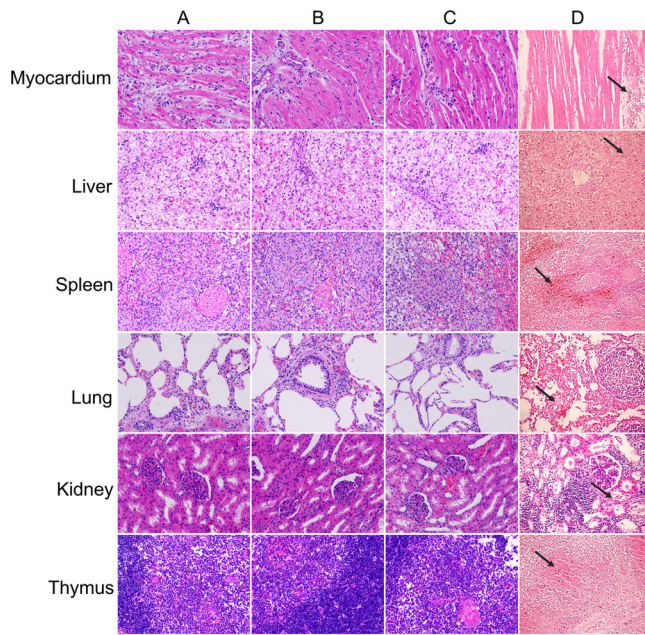 A B C D
Myocardium
Liver
Spleen
Lung
Kidney
Thymus